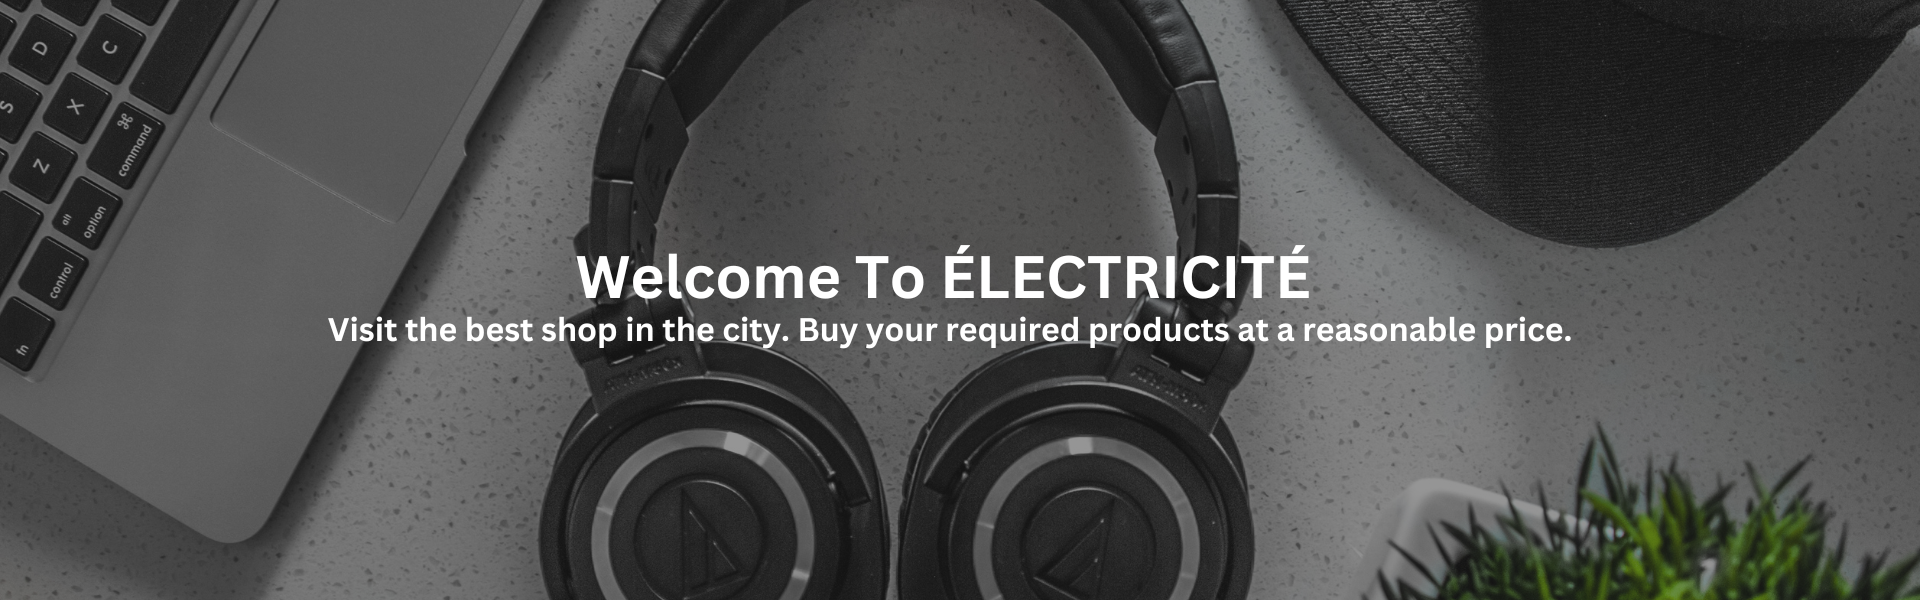 D
C
S
X
⌘
command
Z
alt
option
control
fn
Welcome To ÉLECTRICITÉ
Visit the best shop in the city. Buy your required products at a reasonable price.